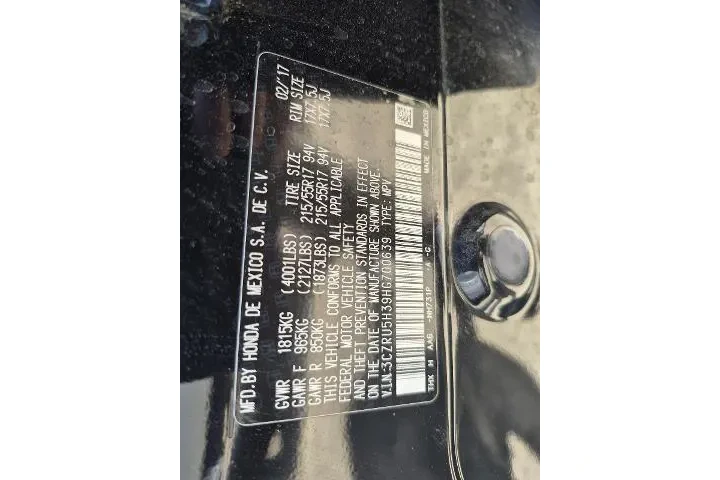 MFD. BY HONDA DE MEXICO S.A. DE C.V. 02/'17
GVWR 1815KG (4001LBS) TIRE SIZE RIM SIZE
GAWR F 965KG (2127LBS) 215/55R17 94V 17X7.5J
GAWR R 850KG (1873LBS) 215/55R17 94V 17X7.5J
THIS VEHICLE CONFORMS TO ALL APPLICABLE
FEDERAL MOTOR VEHICLE SAFETY
AND THEFT PREVENTION STANDARDS IN EFFECT
ON THE DATE OF MANUFACTURE SHOWN ABOVE.
V.I.N:3CZRU5H39HG700639 TYPE: MPV
THX M AAG -NH731P -A -G MADE IN MEXICO